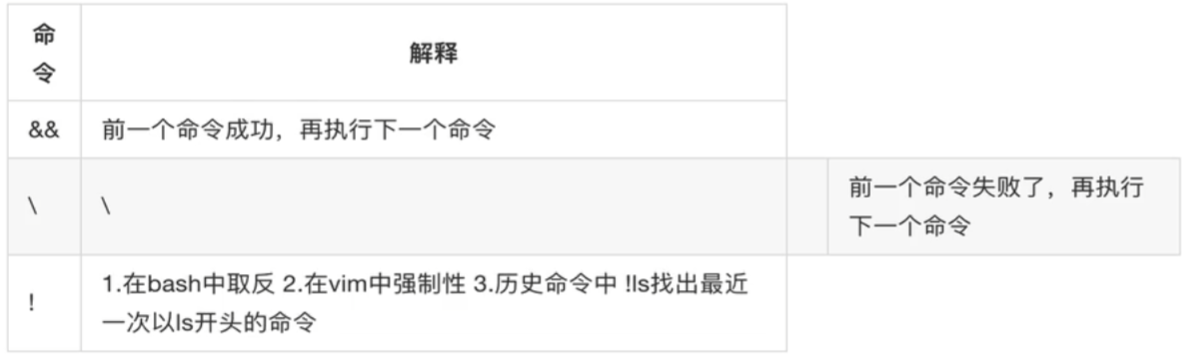 命
令
解释
&& 前一个命令成功，再执行下一个命令
\ \ 前一个命令失败了，再执行
下一个命令
! 1.在bash中取反 2.在vim中强制性 3.历史命令中 !ls找出最近
一次以ls开头的命令